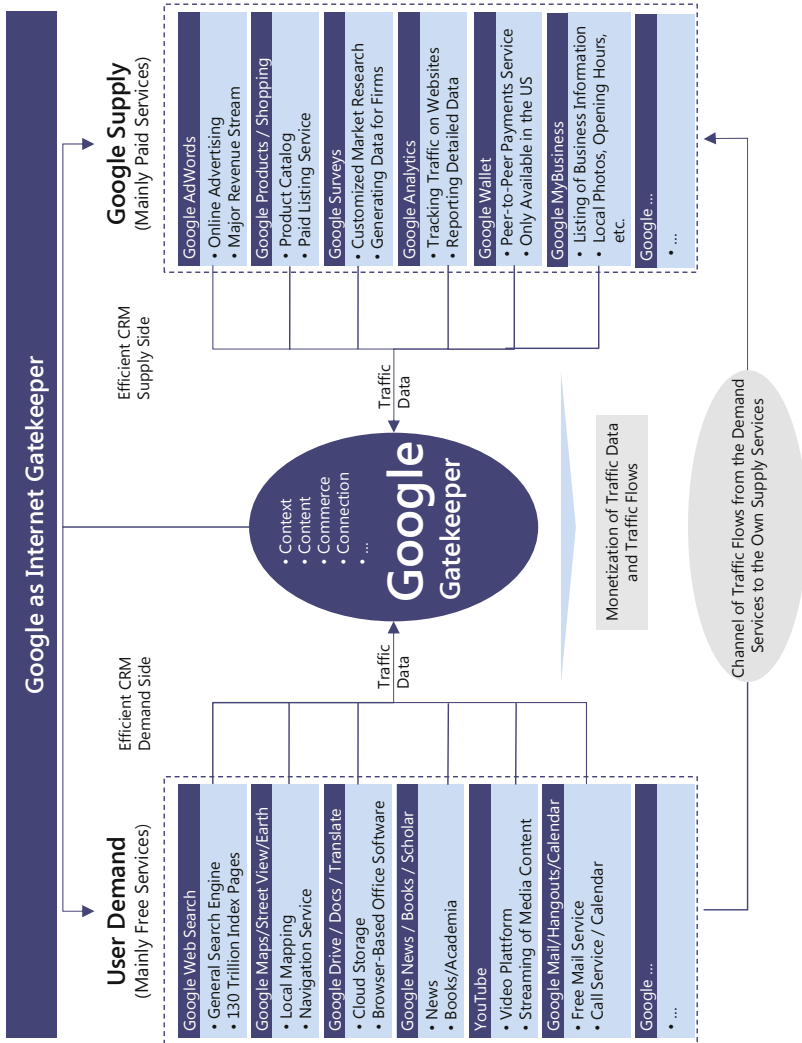 Google as Internet Gatekeeper
User Demand
(Mainly Free Services)
Efficient CRM
Demand Side
Efficient CRM
Supply Side
Google Supply
(Mainly Paid Services)
Google Web Search
• General Search Engine
• 130 Trillion Index Pages
Google Maps/Street View/Earth
• Local Mapping
• Navigation Service
Google Drive / Docs / Translate
• Cloud Storage
• Browser-Based Office Software
Google News / Books / Scholar
• News
• Books/Academia
YouTube
• Video Plattform
• Streaming of Media Content
Google Mail/Hangouts/Calendar
• Free Mail Service
• Call Service / Calendar
Google ...
• ...
Traffic
Data
• Context
• Content
• Commerce
• Connection
• ...
Google
Gatekeeper
Traffic
Data
Google AdWords
• Online Advertising
• Major Revenue Stream
Google Products / Shopping
• Product Catalog
• Paid Listing Service
Google Surveys
• Customized Market Research
• Generating Data for Firms
Google Analytics
• Tracking Traffic on Websites
• Reporting Detailed Data
Google Wallet
• Peer-to-Peer Payments Service
• Only Available in the US
Google MyBusiness
• Listing of Business Information
• Local Photos, Opening Hours,
etc.
Google ...
• ...
Monetization of Traffic Data
and Traffic Flows
Channel of Traffic Flows from the Demand
Services to the Own Supply Services